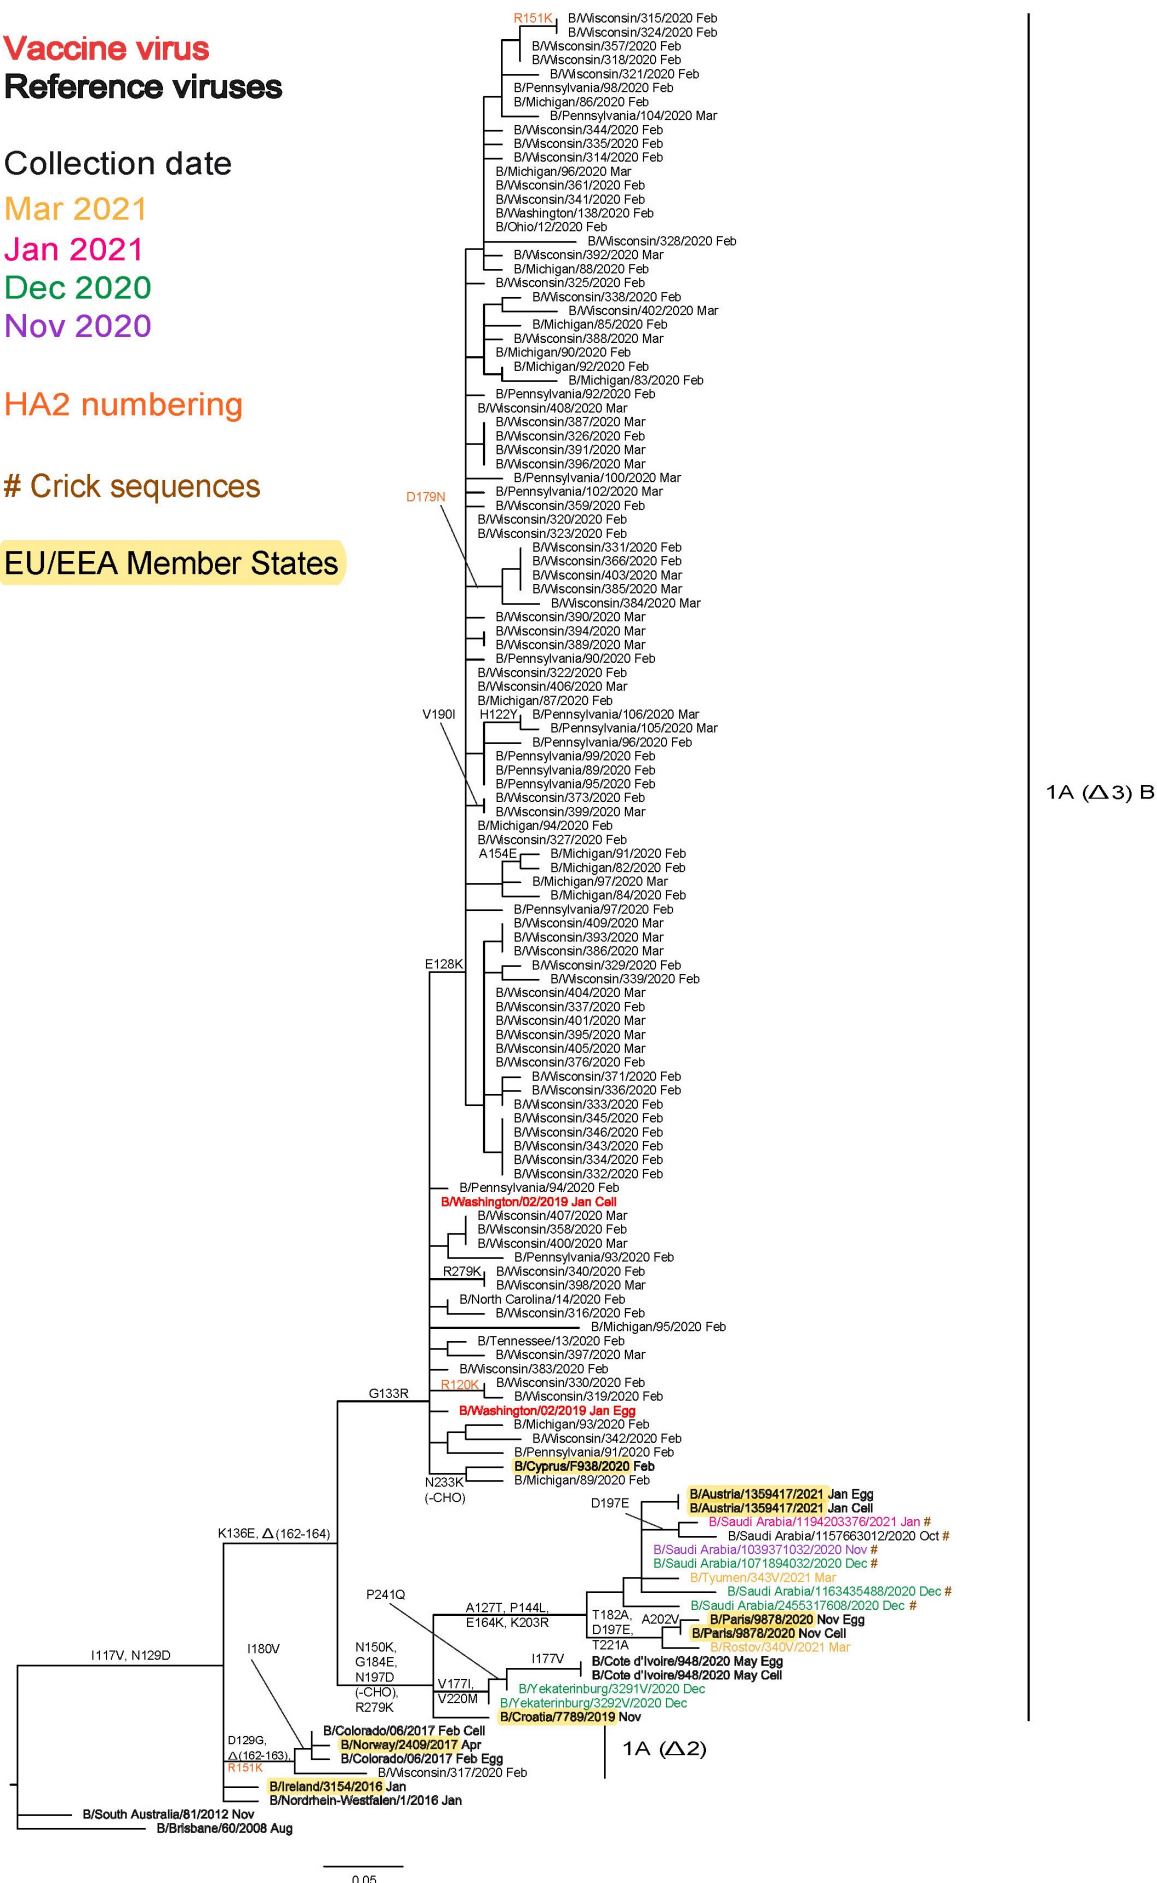 Vaccine virus
Reference viruses
Collection date
Mar 2021
Jan 2021
Dec 2020
Nov 2020
HA2 numbering
# Crick sequences
EU/EEA Member States
R151K
B/Wisconsin/315/2020 Feb
B/Wisconsin/324/2020 Feb
B/Wisconsin/357/2020 Feb
B/Wisconsin/318/2020 Feb
B/Wisconsin/321/2020 Feb
B/Pennsylvania/98/2020 Feb
B/Michigan/86/2020 Feb
B/Pennsylvania/104/2020 Mar
B/Wisconsin/344/2020 Feb
B/Wisconsin/335/2020 Feb
B/Wisconsin/314/2020 Feb
B/Michigan/96/2020 Mar
B/Wisconsin/361/2020 Feb
B/Wisconsin/341/2020 Feb
B/Washington/138/2020 Feb
B/Ohio/12/2020 Feb
B/Wisconsin/328/2020 Feb
B/Wisconsin/392/2020 Mar
B/Michigan/88/2020 Feb
B/Wisconsin/325/2020 Feb
B/Wisconsin/338/2020 Feb
B/Wisconsin/402/2020 Mar
B/Michigan/85/2020 Feb
B/Wisconsin/388/2020 Mar
B/Michigan/90/2020 Feb
B/Michigan/92/2020 Feb
B/Michigan/83/2020 Feb
B/Pennsylvania/92/2020 Feb
B/Wisconsin/408/2020 Mar
B/Wisconsin/387/2020 Mar
B/Wisconsin/326/2020 Feb
B/Wisconsin/391/2020 Mar
B/Wisconsin/396/2020 Mar
B/Pennsylvania/100/2020 Mar
B/Pennsylvania/102/2020 Mar
D179N
B/Wisconsin/359/2020 Feb
B/Wisconsin/320/2020 Feb
B/Wisconsin/323/2020 Feb
B/Wisconsin/331/2020 Feb
B/Wisconsin/366/2020 Feb
B/Wisconsin/403/2020 Mar
B/Wisconsin/385/2020 Mar
B/Wisconsin/384/2020 Mar
B/Wisconsin/390/2020 Mar
B/Wisconsin/394/2020 Mar
B/Wisconsin/389/2020 Mar
B/Pennsylvania/90/2020 Feb
B/Wisconsin/322/2020 Feb
B/Wisconsin/406/2020 Mar
B/Michigan/87/2020 Feb
V190I
H122Y
B/Pennsylvania/106/2020 Mar
B/Pennsylvania/105/2020 Mar
B/Pennsylvania/96/2020 Feb
B/Pennsylvania/99/2020 Feb
B/Pennsylvania/89/2020 Feb
B/Pennsylvania/95/2020 Feb
B/Wisconsin/373/2020 Feb
B/Wisconsin/399/2020 Mar
1A (Δ3) B
B/Michigan/94/2020 Feb
B/Wisconsin/327/2020 Feb
A154E
B/Michigan/91/2020 Feb
B/Michigan/82/2020 Feb
B/Michigan/97/2020 Mar
B/Michigan/84/2020 Feb
B/Pennsylvania/97/2020 Feb
B/Wisconsin/409/2020 Mar
B/Wisconsin/393/2020 Mar
B/Wisconsin/386/2020 Mar
E128K
B/Wisconsin/329/2020 Feb
B/Wisconsin/339/2020 Feb
B/Wisconsin/404/2020 Mar
B/Wisconsin/337/2020 Feb
B/Wisconsin/401/2020 Mar
B/Wisconsin/395/2020 Mar
B/Wisconsin/405/2020 Mar
B/Wisconsin/376/2020 Feb
B/Wisconsin/371/2020 Feb
B/Wisconsin/336/2020 Feb
B/Wisconsin/333/2020 Feb
B/Wisconsin/345/2020 Feb
B/Wisconsin/346/2020 Feb
B/Wisconsin/343/2020 Feb
B/Wisconsin/334/2020 Feb
B/Wisconsin/332/2020 Feb
B/Pennsylvania/94/2020 Feb
B/Washington/02/2019 Jan Cell
B/Wisconsin/407/2020 Mar
B/Wisconsin/358/2020 Feb
B/Wisconsin/400/2020 Mar
B/Pennsylvania/93/2020 Feb
R279K
B/Wisconsin/340/2020 Feb
B/Wisconsin/398/2020 Mar
B/North Carolina/14/2020 Feb
B/Wisconsin/316/2020 Feb
B/Michigan/95/2020 Feb
B/Tennessee/13/2020 Feb
B/Wisconsin/397/2020 Mar
B/Wisconsin/383/2020 Feb
R120K
B/Wisconsin/330/2020 Feb
B/Wisconsin/319/2020 Feb
G133R
B/Washington/02/2019 Jan Egg
B/Michigan/93/2020 Feb
B/Wisconsin/342/2020 Feb
B/Pennsylvania/91/2020 Feb
B/Cyprus/F938/2020 Feb
N233K
(-CHO)
B/Michigan/89/2020 Feb
B/Austria/1359417/2021 Jan Egg
D197E
B/Austria/1359417/2021 Jan Cell
B/Saudi Arabia/1194203376/2021 Jan #
K136E, Δ(162-164)
B/Saudi Arabia/1157663012/2020 Oct #
B/Saudi Arabia/1039371032/2020 Nov #
B/Saudi Arabia/1071894032/2020 Dec #
B/Tyumen/343V/2021 Mar
P241Q
B/Saudi Arabia/1163435488/2020 Dec #
B/Saudi Arabia/2455317608/2020 Dec #
A127T, P144L,
E164K, K203R
T182A,
D197E,
T221A
A202V
B/Paris/9878/2020 Nov Egg
B/Paris/9878/2020 Nov Cell
B/Rostov/340V/2021 Mar
I117V, N129D
I180V
N150K,
G184E,
N197D
(-CHO),
R279K
I177V
B/Cote d'Ivoire/948/2020 May Egg
B/Cote d'Ivoire/948/2020 May Cell
V177I,
V220M
B/Yekaterinburg/3291V/2020 Dec
B/Yekaterinburg/3292V/2020 Dec
B/Croatia/7789/2019 Nov
B/Colorado/06/2017 Feb Cell
D129G,
Δ(162-163),
R151K
B/Norway/2409/2017 Apr
B/Colorado/06/2017 Feb Egg
1A (Δ2)
B/Wisconsin/317/2020 Feb
B/Ireland/3154/2016 Jan
B/Nordrhein-Westfalen/1/2016 Jan
B/South Australia/81/2012 Nov
B/Brisbane/60/2008 Aug
0.05